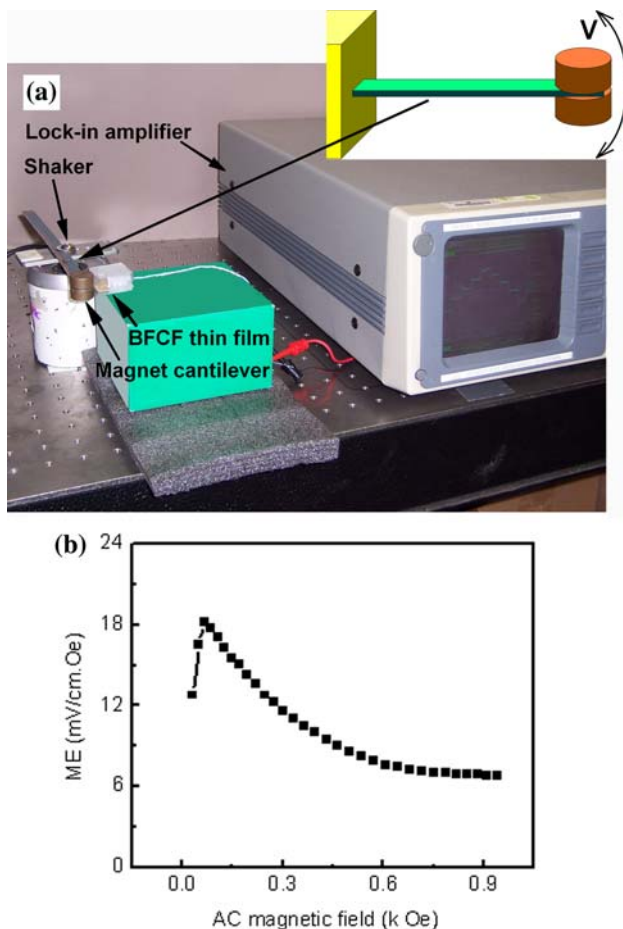 V
(a)
Lock-in amplifier
Shaker
BFCF thin film
Magnet cantilever
(b)
24
18
12
6
0
ME (mV/cm.Oe)
0.0 0.3 0.6 0.9
AC magnetic field (k Oe)